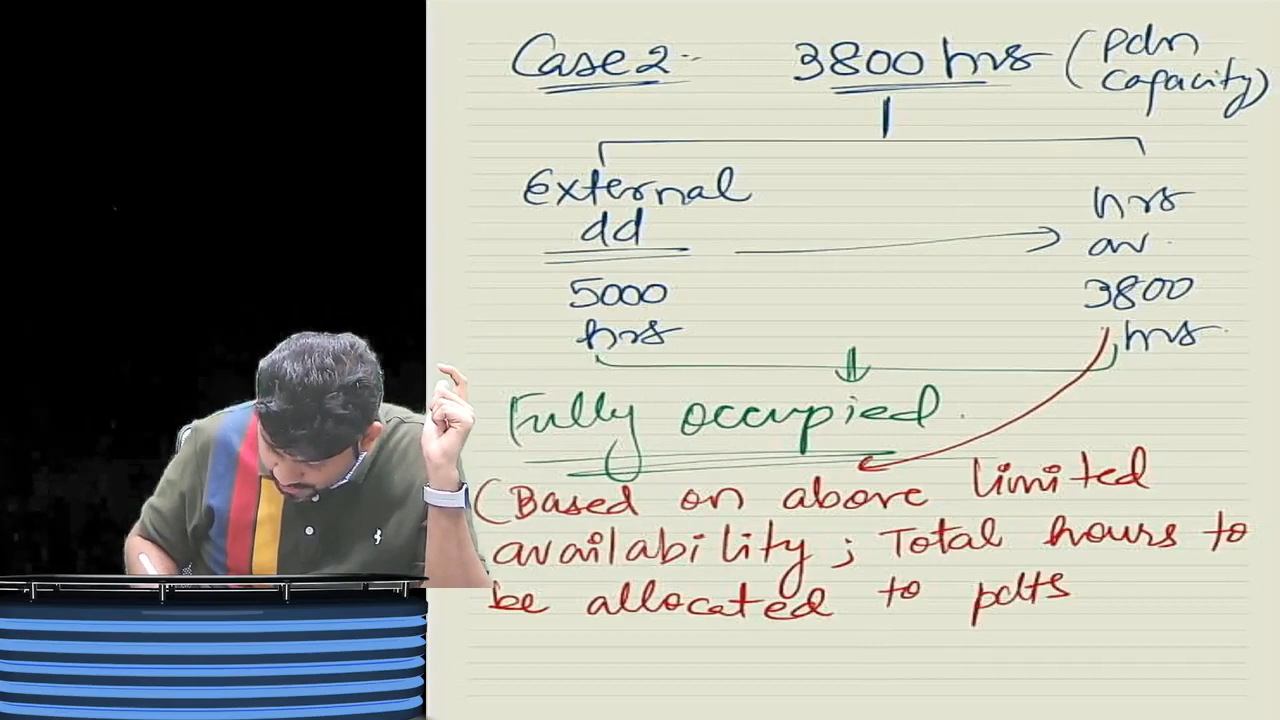 Case 2:- 3800 hrs (pdn capacity)
External dd
5000 hrs
hrs av.
3800 hrs.
Fully occupied.
(Based on above limited
availability; Total hours to
be allocated to pdts